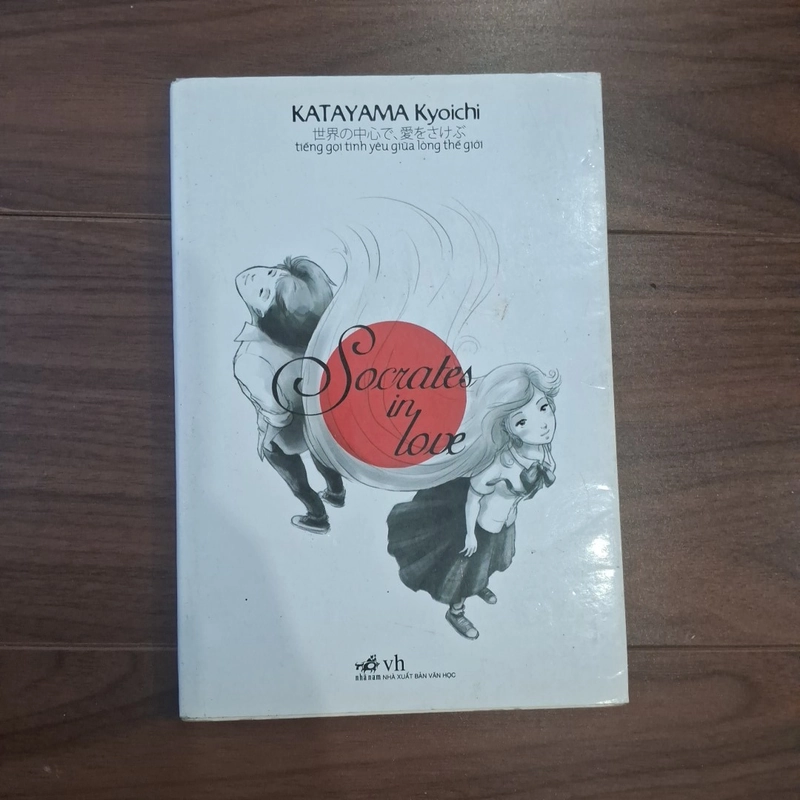 KATAYAMA Kyoichi
世界の中心で、愛をさけぶ
tiếng gọi tình yêu giữa lòng thế giới
Socrates
in
love
vh
nhã nam NHÀ XUẤT BẢN VĂN HỌC